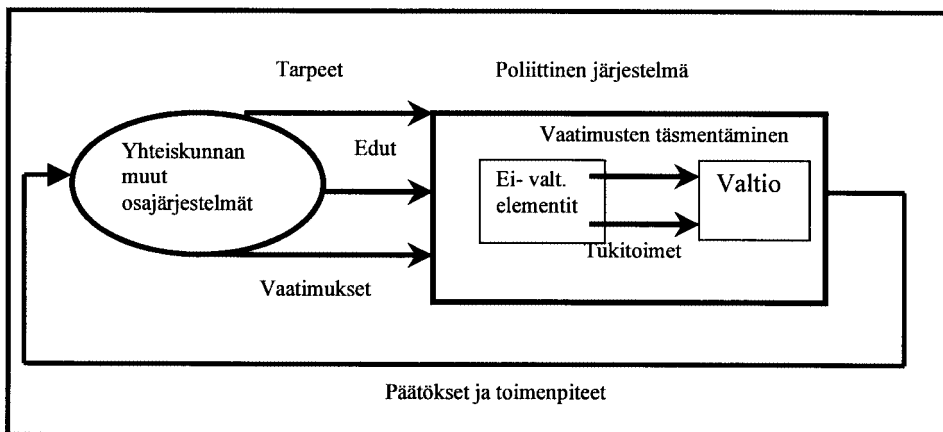 Tarpeet
Poliittinen järjestelmä
Vaatimusten täsmentäminen
Edut
Yhteiskunnan
muut
osajärjestelmät
Ei- valt.
elementit
Valtio
Tukitoimet
Vaatimukset
Päätökset ja toimenpiteet